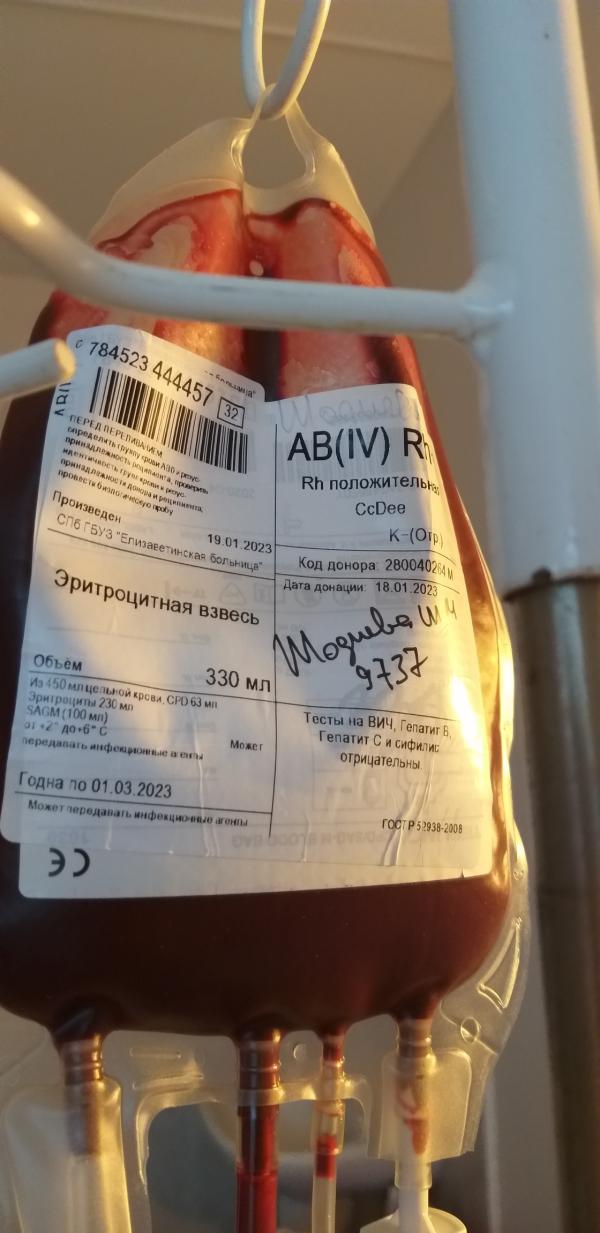 784523 444457 32
ПЕРЕД ПЕРЕЛИВАНИЕМ:
определить группу крови АВ0 и резус-
принадлежность реципиента, проверить
идентичность групп крови и резус-
принадлежности донора и реципиента;
провести биологическую пробу
Произведен 19.01.2023
СПб ГБУЗ "Елизаветинская больница"
Эритроцитная взвесь
Объём 330 мл
Из 450 мл цельной крови, CPD 63 мл
Эритроциты 230 мл
SAGM (100 мл)
от +2° до +6° С
Может
передавать инфекционные агенты
Годна по 01.03.2023
Может передавать инфекционные агенты
AB(IV) Rh
Rh положительная
CcDee
K-(Отр.)
Код донора: 280040264
Дата донации: 18.01.2023
9737
Тесты на ВИЧ, Гепатит В,
Гепатит С и сифилис
отрицательны.
ГОСТ Р 52938-2008
CE